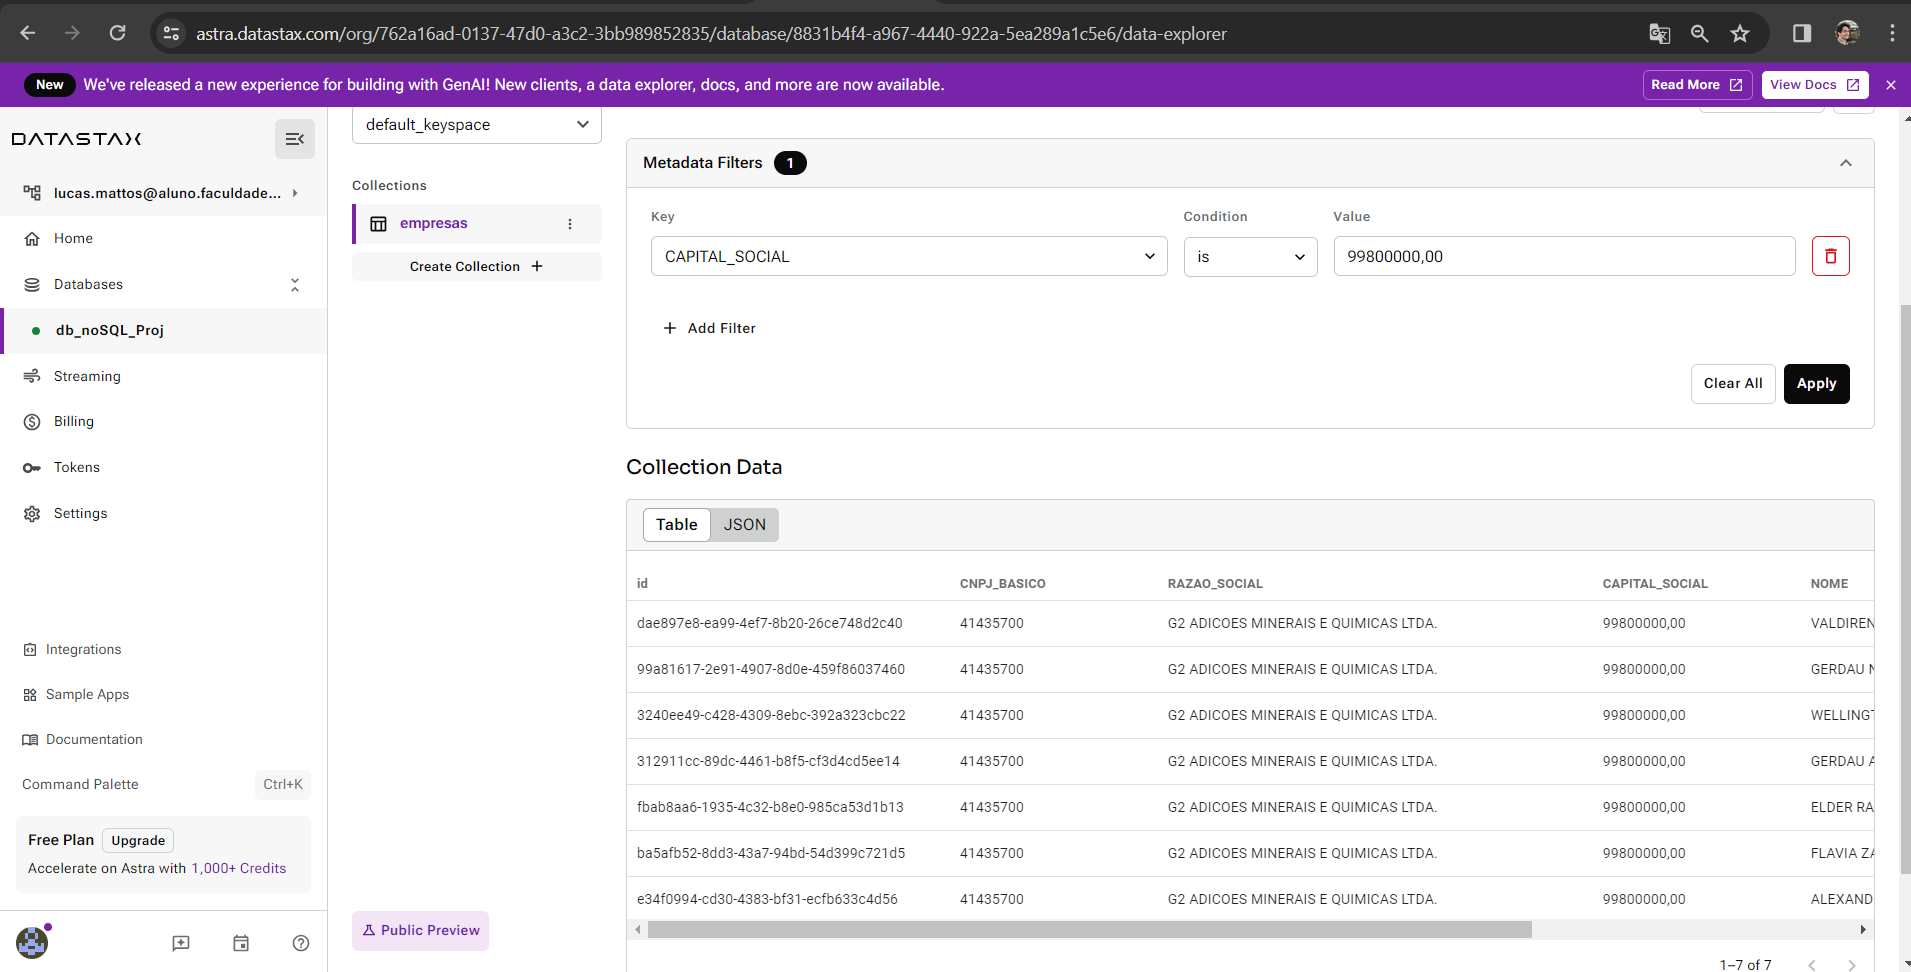 astra.datastax.com/org/762a16ad-0137-47d0-a3c2-3bb989852835/database/8831b4f4-a967-4440-922a-5ea289a1c5e6/data-explorer
New We've released a new experience for building with GenAI! New clients, a data explorer, docs, and more are now available. Read More View Docs
DATASTAX
lucas.mattos@aluno.faculdade...
Home
Databases
db_noSQL_Proj
Streaming
Billing
Tokens
Settings
Integrations
Sample Apps
Documentation
Command Palette Ctrl+K
Free Plan Upgrade
Accelerate on Astra with 1,000+ Credits
default_keyspace
Collections
empresas
Create Collection +
Public Preview
Metadata Filters 1
Key Condition Value
CAPITAL_SOCIAL is 99800000,00
+ Add Filter
Clear All Apply
Collection Data
Table JSON
id CNPJ_BASICO RAZAO_SOCIAL CAPITAL_SOCIAL NOME
dae897e8-ea99-4ef7-8b20-26ce748d2c40 41435700 G2 ADICOES MINERAIS E QUIMICAS LTDA. 99800000,00 VALDIREN
99a81617-2e91-4907-8d0e-459f86037460 41435700 G2 ADICOES MINERAIS E QUIMICAS LTDA. 99800000,00 GERDAU N
3240ee49-c428-4309-8ebc-392a323cbc22 41435700 G2 ADICOES MINERAIS E QUIMICAS LTDA. 99800000,00 WELLINGT
312911cc-89dc-4461-b8f5-cf3d4cd5ee14 41435700 G2 ADICOES MINERAIS E QUIMICAS LTDA. 99800000,00 GERDAU A
fbab8aa6-1935-4c32-b8e0-985ca53d1b13 41435700 G2 ADICOES MINERAIS E QUIMICAS LTDA. 99800000,00 ELDER RA
ba5afb52-8dd3-43a7-94bd-54d399c721d5 41435700 G2 ADICOES MINERAIS E QUIMICAS LTDA. 99800000,00 FLAVIA ZA
e34f0994-cd30-4383-bf31-ecfb633c4d56 41435700 G2 ADICOES MINERAIS E QUIMICAS LTDA. 99800000,00 ALEXAND
1–7 of 7